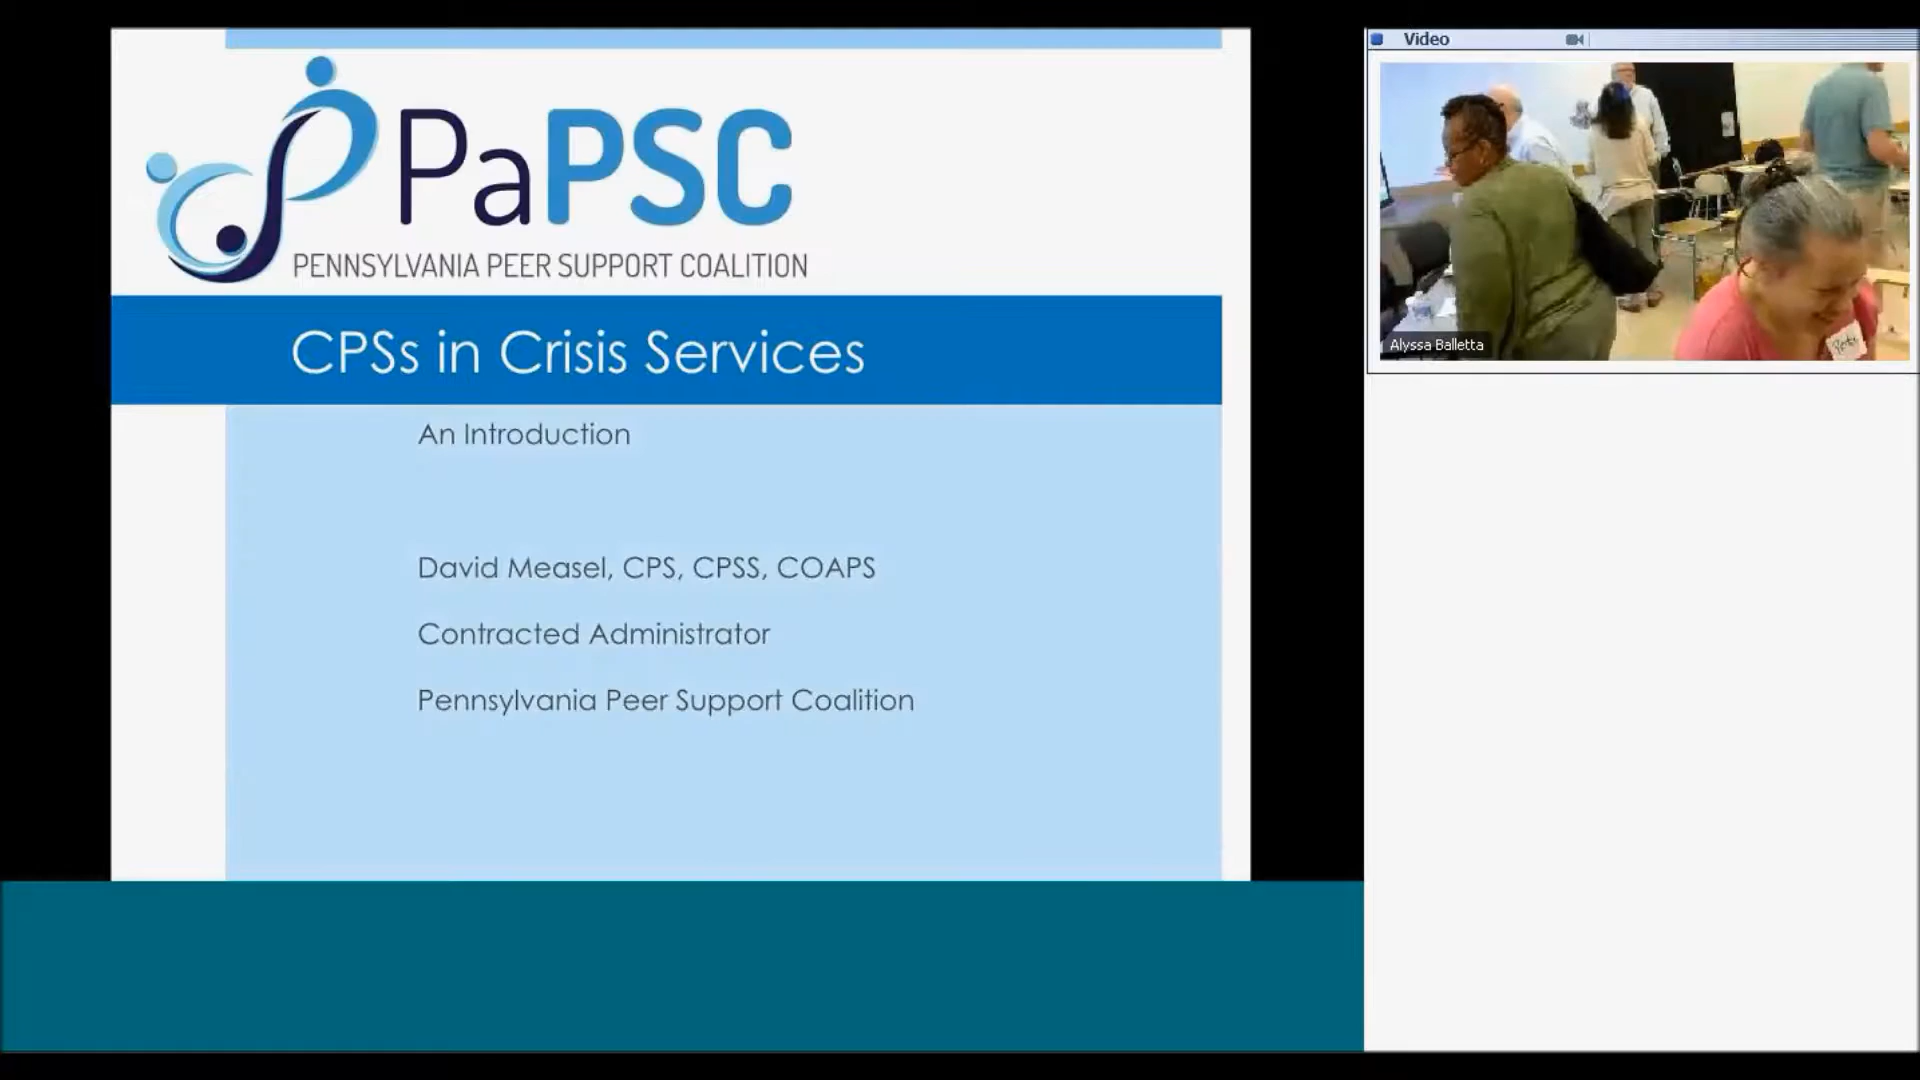 PaPSC
PENNSYLVANIA PEER SUPPORT COALITION
CPSs in Crisis Services
An Introduction
David Measel, CPS, CPSS, COAPS
Contracted Administrator
Pennsylvania Peer Support Coalition
Video
Alyssa Balletta